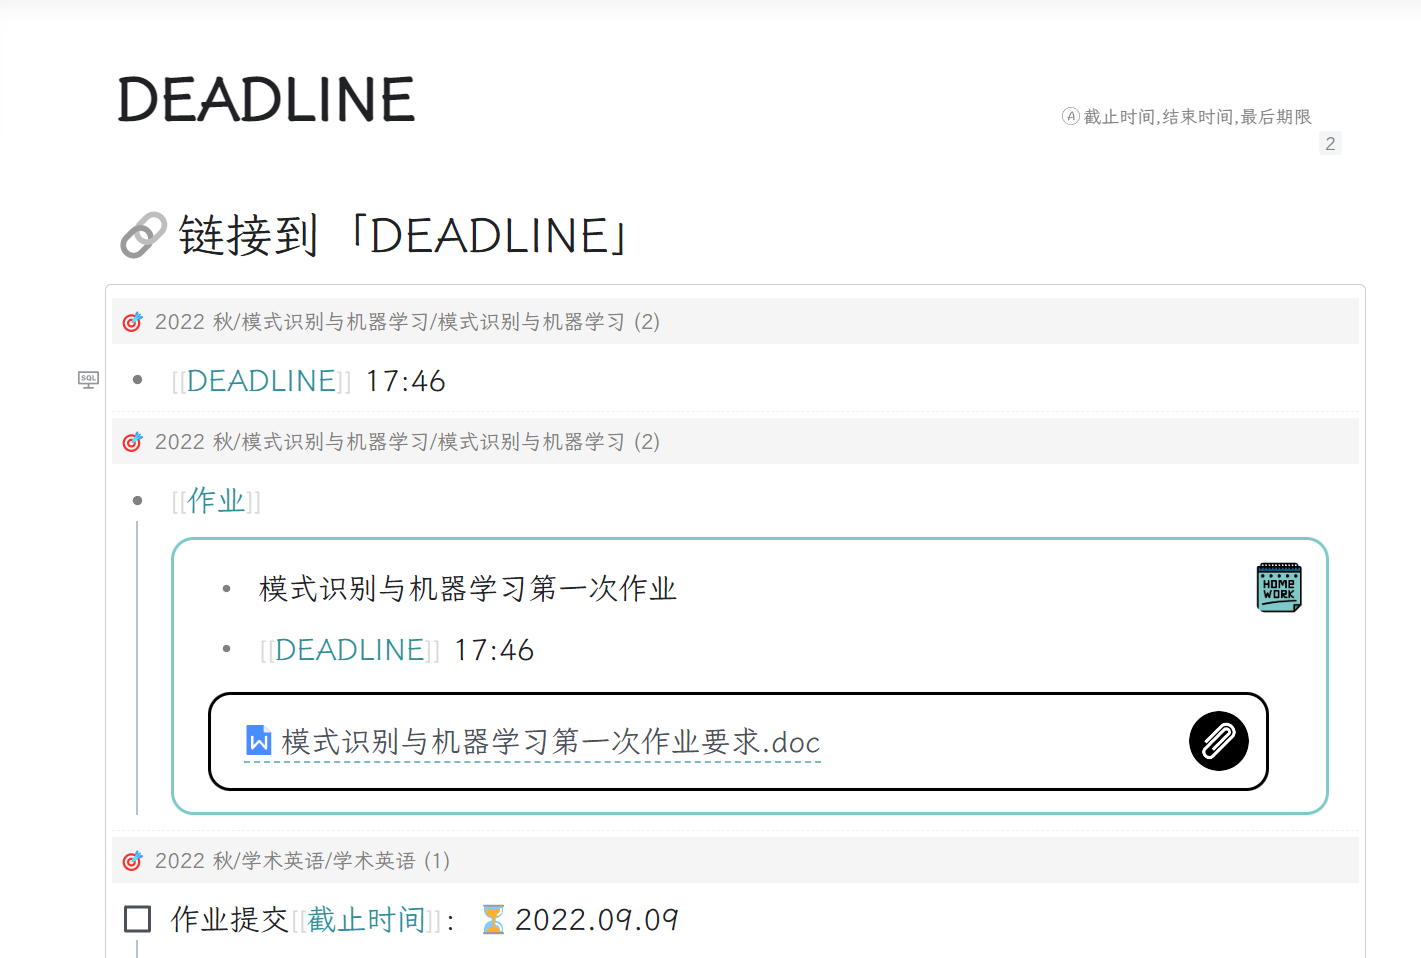 DEADLINE
Ⓐ 截止时间,结束时间,最后期限
2
链接到「DEADLINE」
2022 秋/模式识别与机器学习/模式识别与机器学习 (2)
SQL
[[DEADLINE]] 17:46
2022 秋/模式识别与机器学习/模式识别与机器学习 (2)
[[作业]]
模式识别与机器学习第一次作业
HOME
WORK
[[DEADLINE]] 17:46
W 模式识别与机器学习第一次作业要求.doc
2022 秋/学术英语/学术英语 (1)
作业提交[[截止时间]]: ⏳2022.09.09